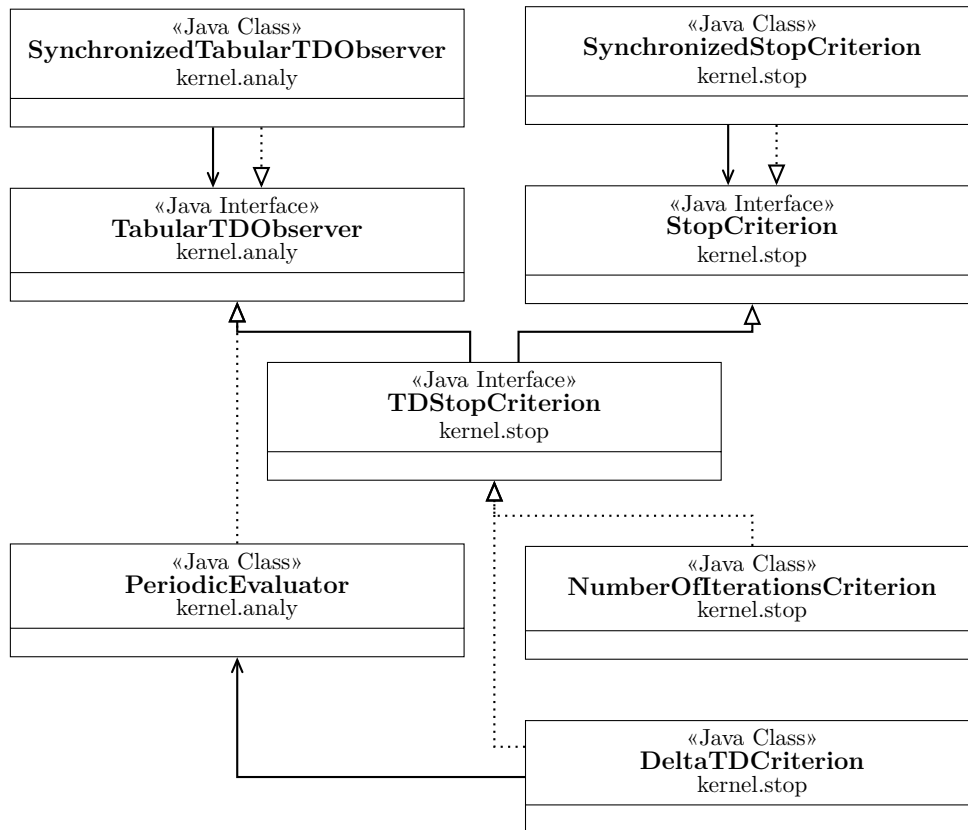 «Java Class»
SynchronizedTabularTDObserver
kernel.analy
«Java Class»
SynchronizedStopCriterion
kernel.stop
«Java Interface»
TabularTDObserver
kernel.analy
«Java Interface»
StopCriterion
kernel.stop
«Java Interface»
TDStopCriterion
kernel.stop
«Java Class»
PeriodicEvaluator
kernel.analy
«Java Class»
NumberOfIterationsCriterion
kernel.stop
«Java Class»
DeltaTDCriterion
kernel.stop